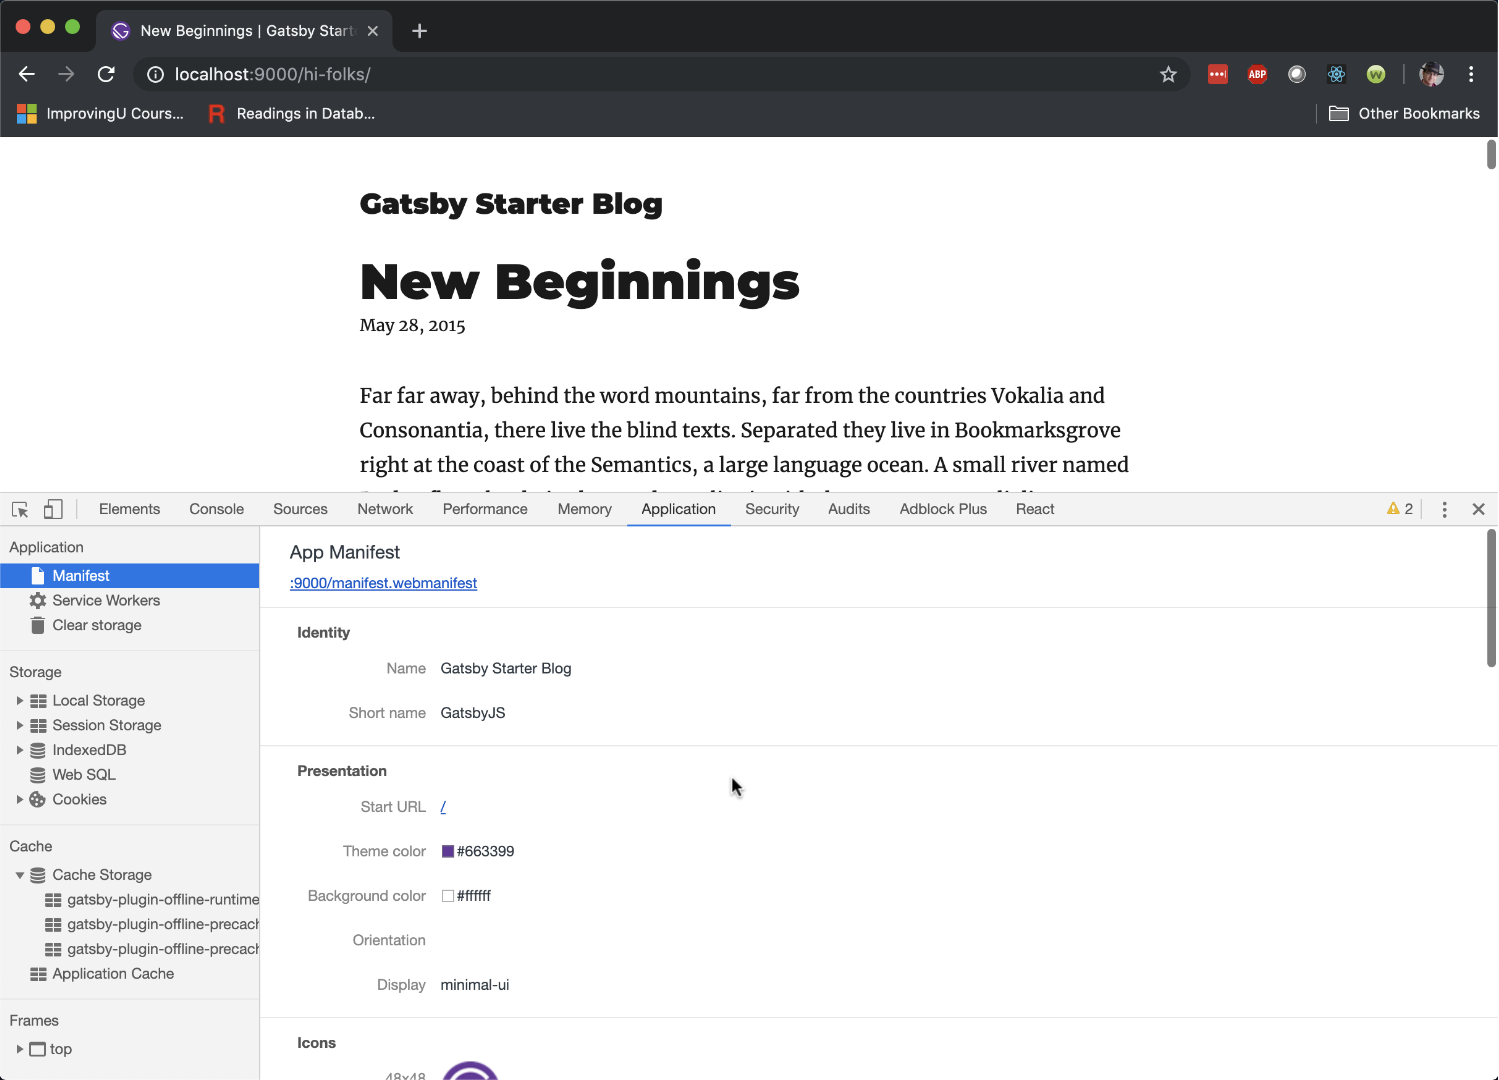 New Beginnings | Gatsby Start
localhost:9000/hi-folks/
ABP
W
ImprovingU Cours...
Readings in Datab...
Other Bookmarks
Gatsby Starter Blog
New Beginnings
May 28, 2015
Far far away, behind the word mountains, far from the countries Vokalia and
Consonantia, there live the blind texts. Separated they live in Bookmarksgrove
right at the coast of the Semantics, a large language ocean. A small river named
Elements Console Sources Network Performance Memory Application Security Audits Adblock Plus React 2
Application
Manifest
Service Workers
Clear storage
Storage
Local Storage
Session Storage
IndexedDB
Web SQL
Cookies
Cache
Cache Storage
gatsby-plugin-offline-runtime
gatsby-plugin-offline-precach
gatsby-plugin-offline-precach
Application Cache
Frames
top
App Manifest
:9000/manifest.webmanifest
Identity
Name Gatsby Starter Blog
Short name GatsbyJS
Presentation
Start URL /
Theme color #663399
Background color #ffffff
Orientation
Display minimal-ui
Icons
48x48